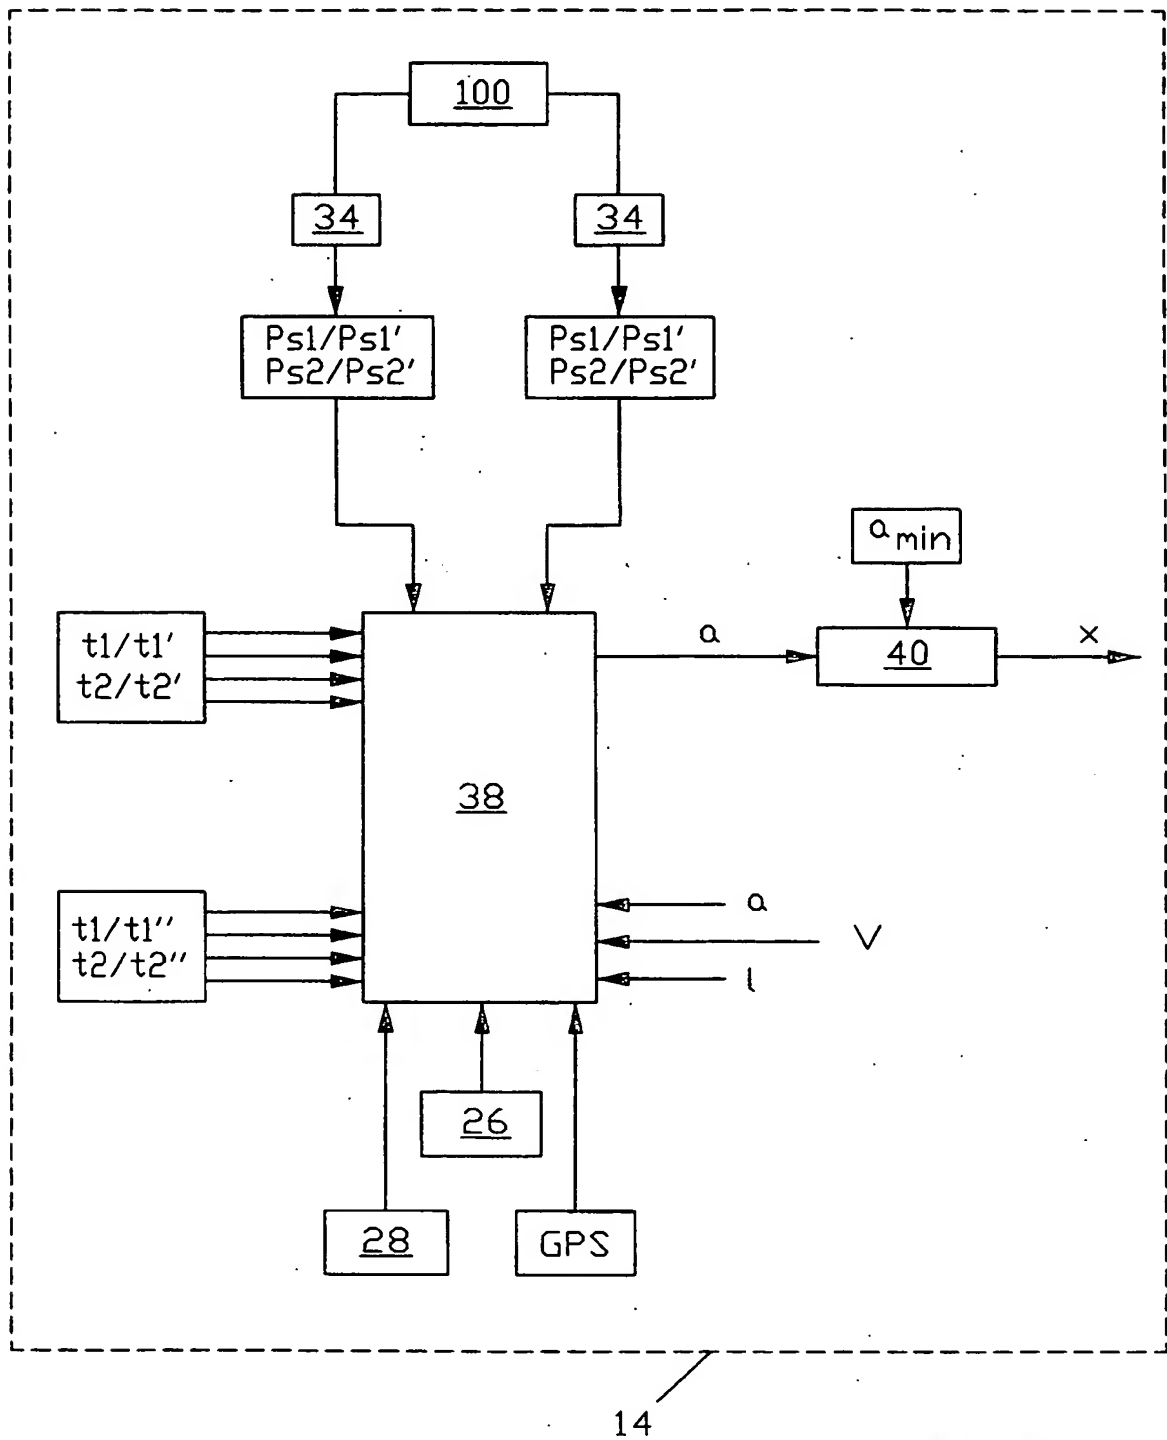 100
34
34
Ps1/Ps1'
Ps2/Ps2'
Ps1/Ps1'
Ps2/Ps2'
a min
t1/t1'
t2/t2'
a
40
x
38
t1/t1''
t2/t2''
a
V
l
26
28
GPS
14